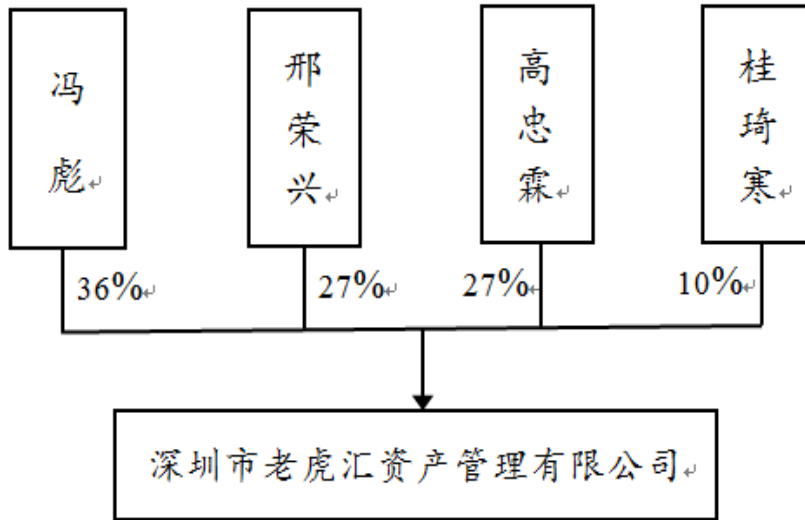 冯彪
邢荣兴
高忠霖
桂琦寒
36%
27%
27%
10%
深圳市老虎汇资产管理有限公司